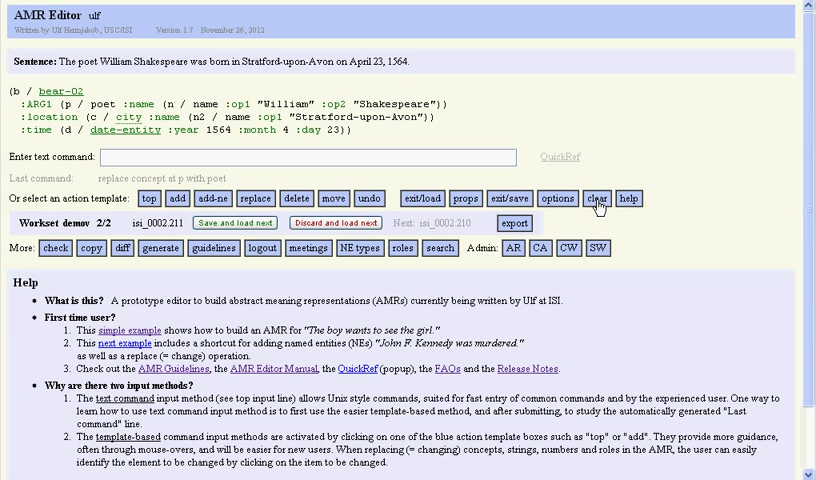 AMR Editor ulf
Written by Ulf Hermjakob, USC/ISI Version 1.7 November 26, 2012
Sentence: The poet William Shakespeare was born in Stratford-upon-Avon on April 23, 1564.
(b / bear-02
:ARG1 (p / poet :name (n / name :op1 "William" :op2 "Shakespeare"))
:location (c / city :name (n2 / name :op1 "Stratford-upon-Avon"))
:time (d / date-entity :year 1564 :month 4 :day 23))
Enter text command: QuickRef
Last command: replace concept at p with poet
Or select an action template: top add add-ne replace delete move undo exit/load props exit/save options clear help
Workset demov 2/2 isi_0002.211 Save and load next Discard and load next Next: isi_0002.210 export
More: check copy diff generate guidelines logout meetings NE types roles search Admin: AR CA CW SW
Help
• What is this? A prototype editor to build abstract meaning representations (AMRs) currently being written by Ulf at ISI.
• First time user?
1. This simple example shows how to build an AMR for "The boy wants to see the girl."
2. This next example includes a shortcut for adding named entities (NEs) "John F. Kennedy was murdered."
as well as a replace (= change) operation.
3. Check out the AMR Guidelines, the AMR Editor Manual, the QuickRef (popup), the FAQs and the Release Notes.
• Why are there two input methods?
1. The text command input method (see top input line) allows Unix style commands, suited for fast entry of common commands and by the experienced user. One way to
learn how to use text command input method is to first use the easier template-based method, and after submitting, to study the automatically generated "Last
command" line.
2. The template-based command input methods are activated by clicking on one of the blue action template boxes such as "top" or "add". They provide more guidance,
often through mouse-overs, and will be easier for new users. When replacing (= changing) concepts, strings, numbers and roles in the AMR, the user can easily
identify the element to be changed by clicking on the item to be changed.